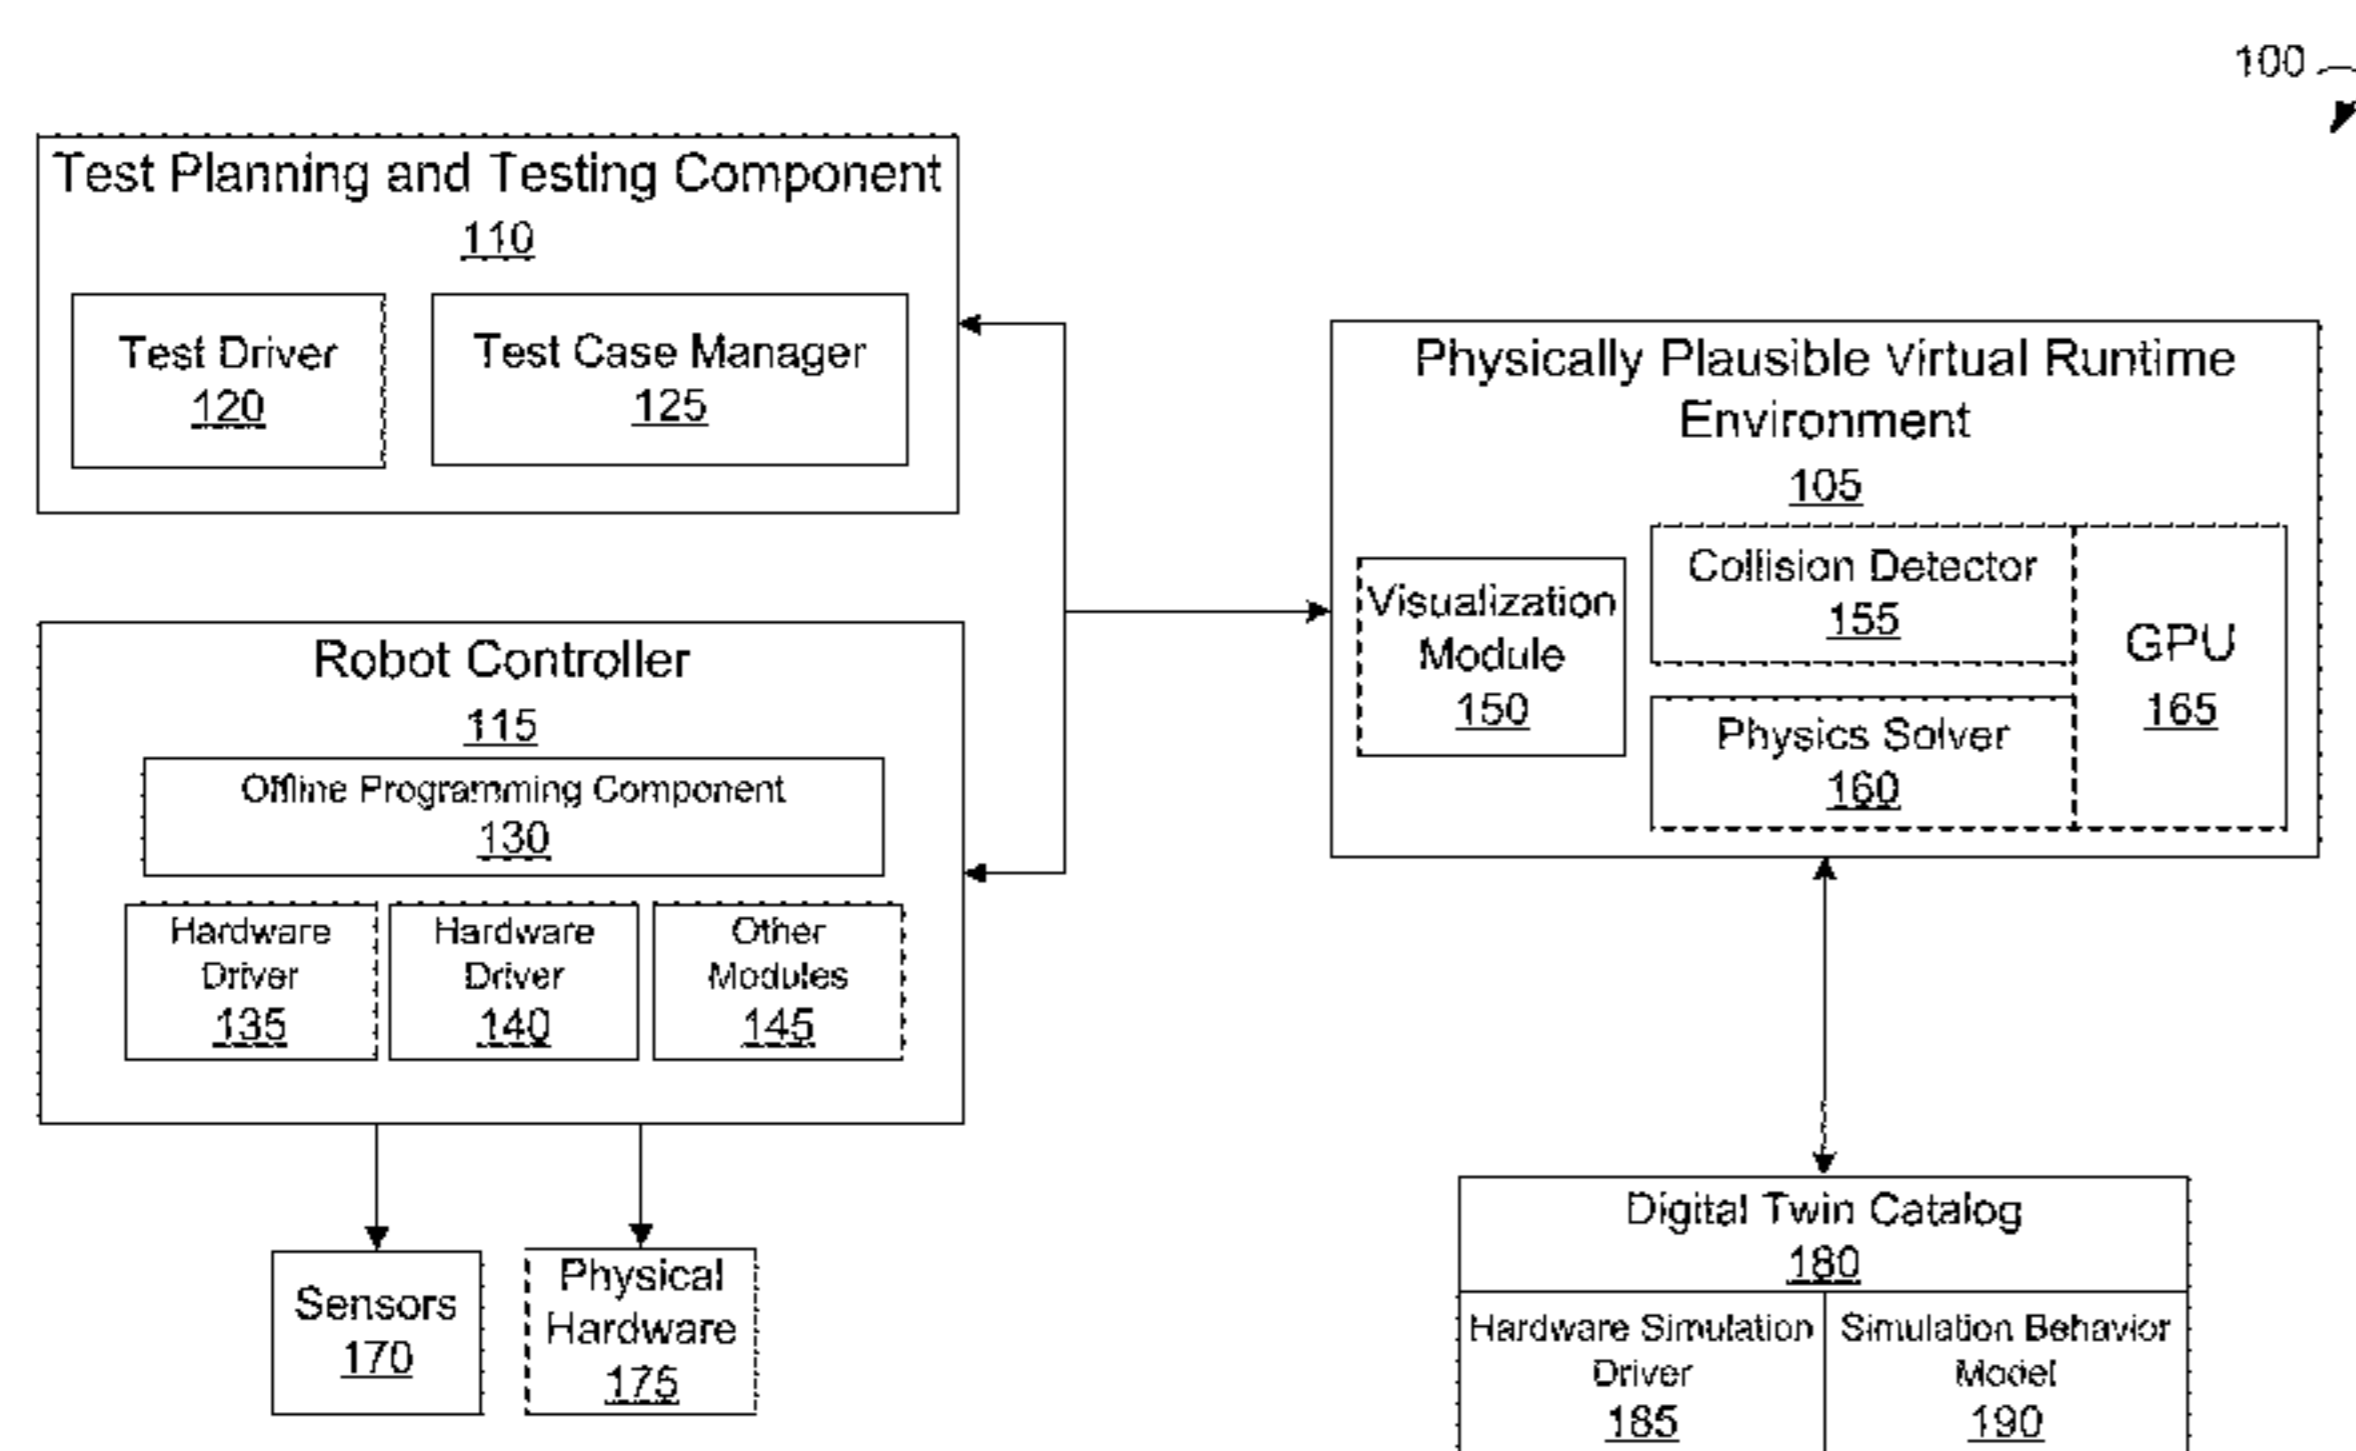 100
Test Planning and Testing Component
110
Test Driver
120
Test Case Manager
125
Physically Plausible Virtual Runtime
Environment
105
Visualization
Module
150
Collision Detector
155
Physics Solver
160
GPU
165
Robot Controller
115
Offline Programming Component
130
Hardware
Driver
135
Hardware
Driver
140
Other
Modules
145
Sensors
170
Physical
Hardware
175
Digital Twin Catalog
180
Hardware Simulation
Driver
185
Simulation Behavior
Model
190